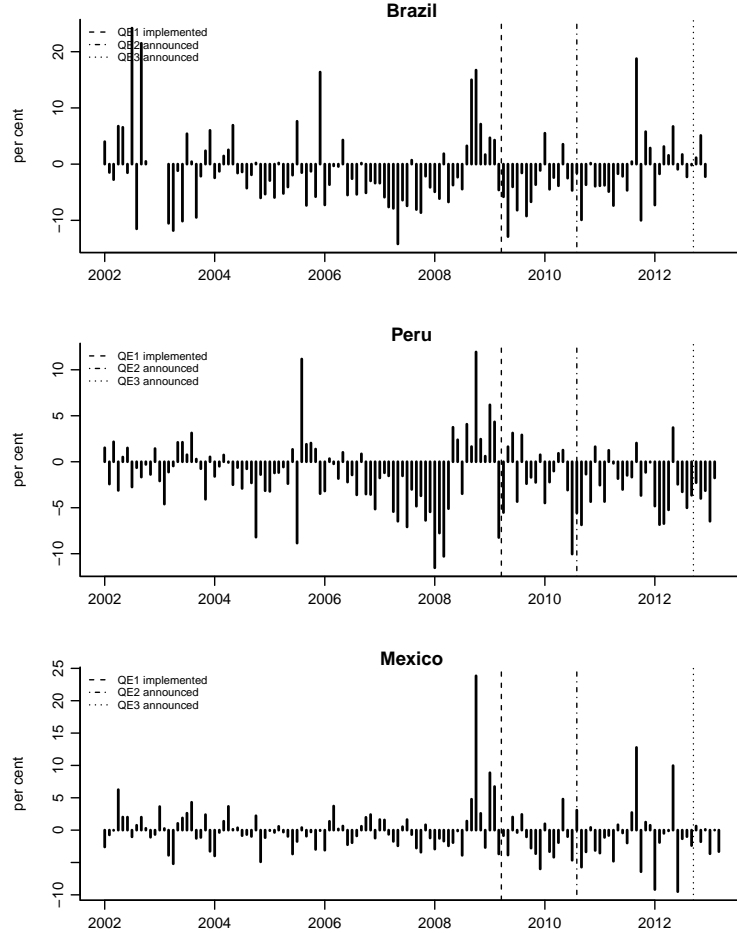 Brazil
QE1 implemented
QE2 announced
QE3 announced
per cent
20
10
0
−10
2002 2004 2006 2008 2010 2012
Peru
QE1 implemented
QE2 announced
QE3 announced
per cent
10
5
0
−5
−10
2002 2004 2006 2008 2010 2012
Mexico
QE1 implemented
QE2 announced
QE3 announced
per cent
25
20
15
10
5
0
−10
2002 2004 2006 2008 2010 2012